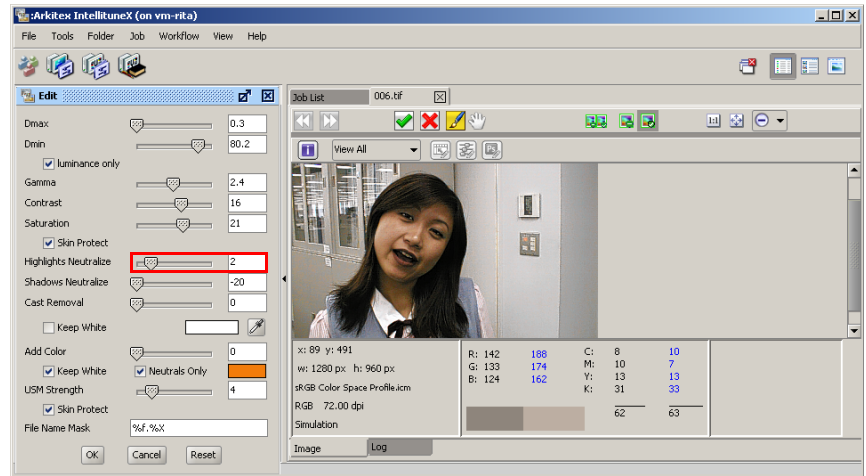 :Arkitex IntellituneX (on vm-rita)
File Tools Folder Job Workflow View Help
Edit
Dmax 0.3
Dmin 80.2
luminance only
Gamma 2.4
Contrast 16
Saturation 21
Skin Protect
Highlights Neutralize 2
Shadows Neutralize -20
Cast Removal 0
Keep White
Add Color 0
Keep White Neutrals Only
USM Strength 4
Skin Protect
File Name Mask %f.%X
OK Cancel Reset
Job List 006.tif
1:1
i View All
x: 89 y: 491
w: 1280 px h: 960 px
sRGB Color Space Profile.icm
RGB 72.00 dpi
Simulation
R: 142 188
G: 133 174
B: 124 162
C: 8 10
M: 10 7
Y: 13 13
K: 31 33
62 63
Image Log